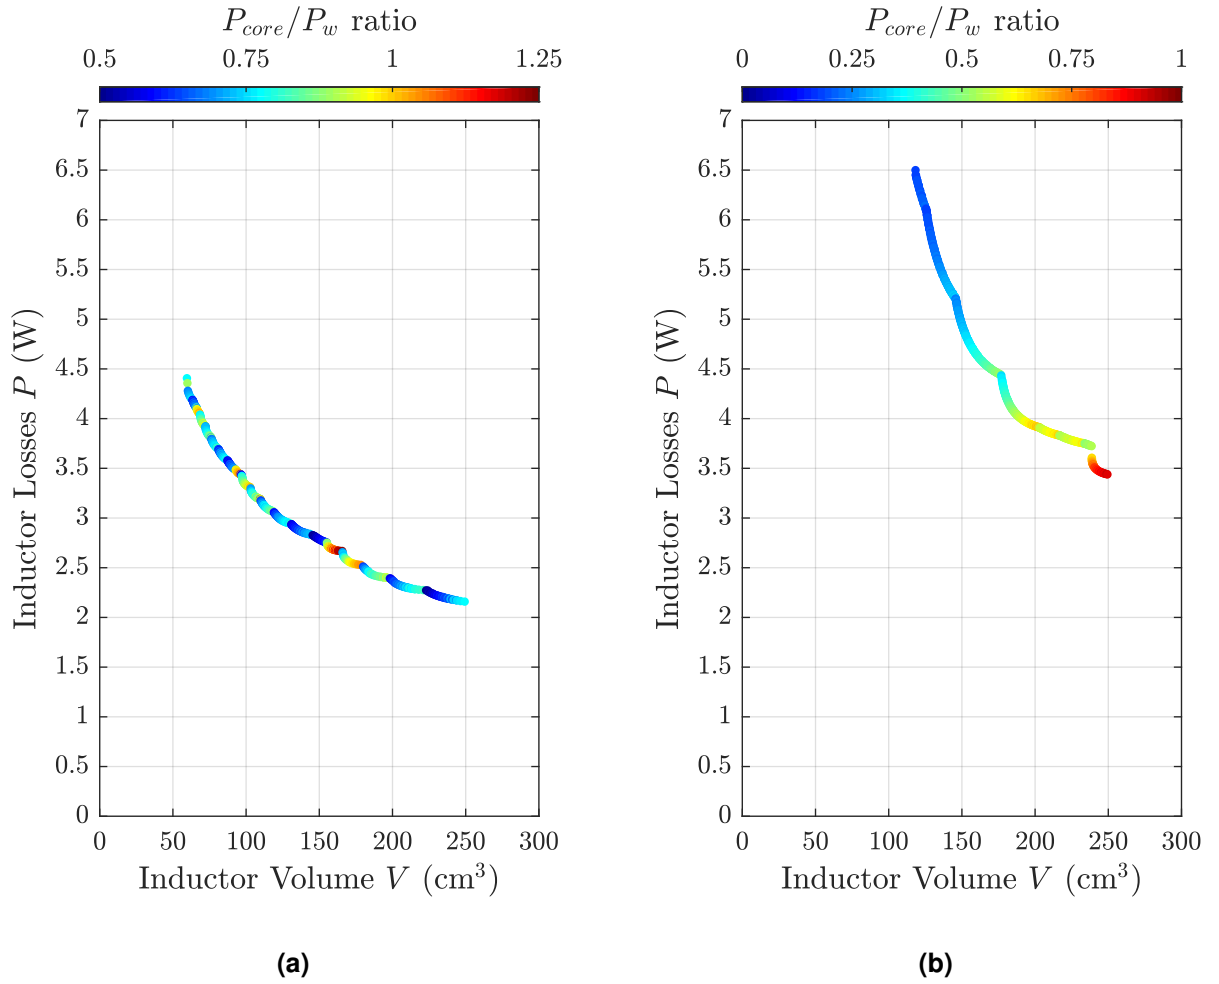 P_core/P_w ratio
0.5 0.75 1 1.25
7
6.5
6
5.5
5
4.5
4
3.5
3
2.5
2
1.5
1
0.5
0
Inductor Losses P (W)
0 50 100 150 200 250 300
Inductor Volume V (cm³)
(a)
P_core/P_w ratio
0 0.25 0.5 0.75 1
7
6.5
6
5.5
5
4.5
4
3.5
3
2.5
2
1.5
1
0.5
0
Inductor Losses P (W)
0 50 100 150 200 250 300
Inductor Volume V (cm³)
(b)